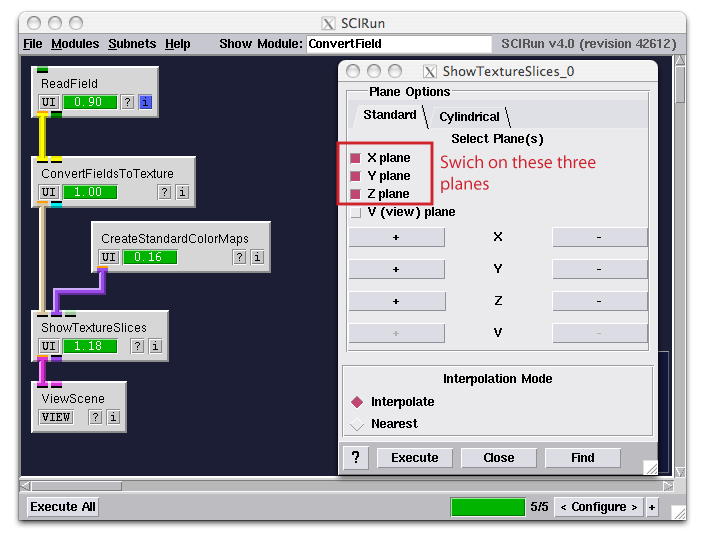 SCIRun
File Modules Subnets Help Show Module: ConvertField SCIRun v4.0 (revision 42612)
ReadField
UI 0.90 ? i
ConvertFieldsToTexture
UI 1.00 ? i
CreateStandardColorMaps
UI 0.16 ? i
ShowTextureSlices
UI 1.18 ? i
ViewScene
VIEW ? i
ShowTextureSlices_0
Plane Options
Standard Cylindrical
Select Plane(s)
X plane
Y plane
Z plane
V (view) plane
Swich on these three
planes
+ X -
+ Y -
+ Z -
+ V -
Interpolation Mode
Interpolate
Nearest
? Execute Close Find
Execute All 5/5 < Configure > +